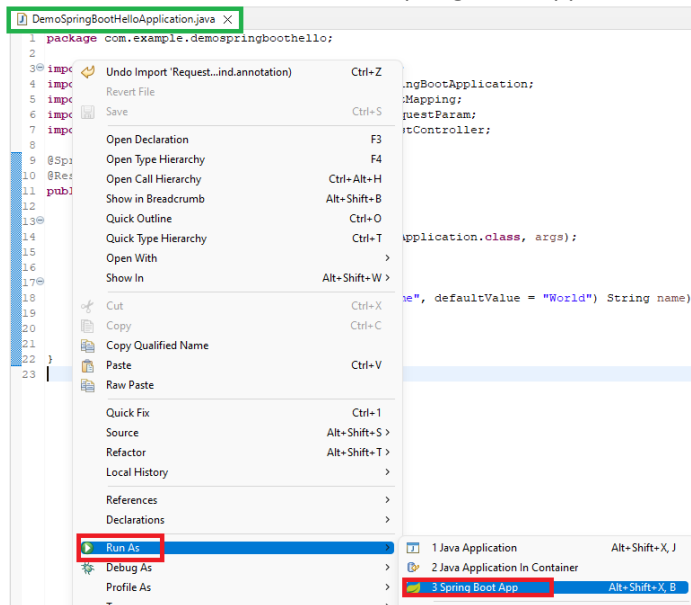 DemoSpringBootHelloApplication.java
1 package com.example.demospringboothello;
2
3 impo
4 impo ingBootApplication;
5 impo tMapping;
6 impo questParam;
7 impo stController;
8
9 @Spr
10 @Res
11 publ
12
13
14 Application.class, args);
15
16
17
18 me", defaultValue = "World") String name)
19
20
21
22 }
23
Undo Import 'Request...ind.annotation) Ctrl+Z
Revert File
Save Ctrl+S
Open Declaration F3
Open Type Hierarchy F4
Open Call Hierarchy Ctrl+Alt+H
Show in Breadcrumb Alt+Shift+B
Quick Outline Ctrl+O
Quick Type Hierarchy Ctrl+T
Open With >
Show In Alt+Shift+W >
Cut Ctrl+X
Copy Ctrl+C
Copy Qualified Name
Paste Ctrl+V
Raw Paste
Quick Fix Ctrl+1
Source Alt+Shift+S >
Refactor Alt+Shift+T >
Local History >
References >
Declarations >
Run As >
Debug As >
Profile As >
1 Java Application Alt+Shift+X, J
2 Java Application In Container
3 Spring Boot App Alt+Shift+X, B